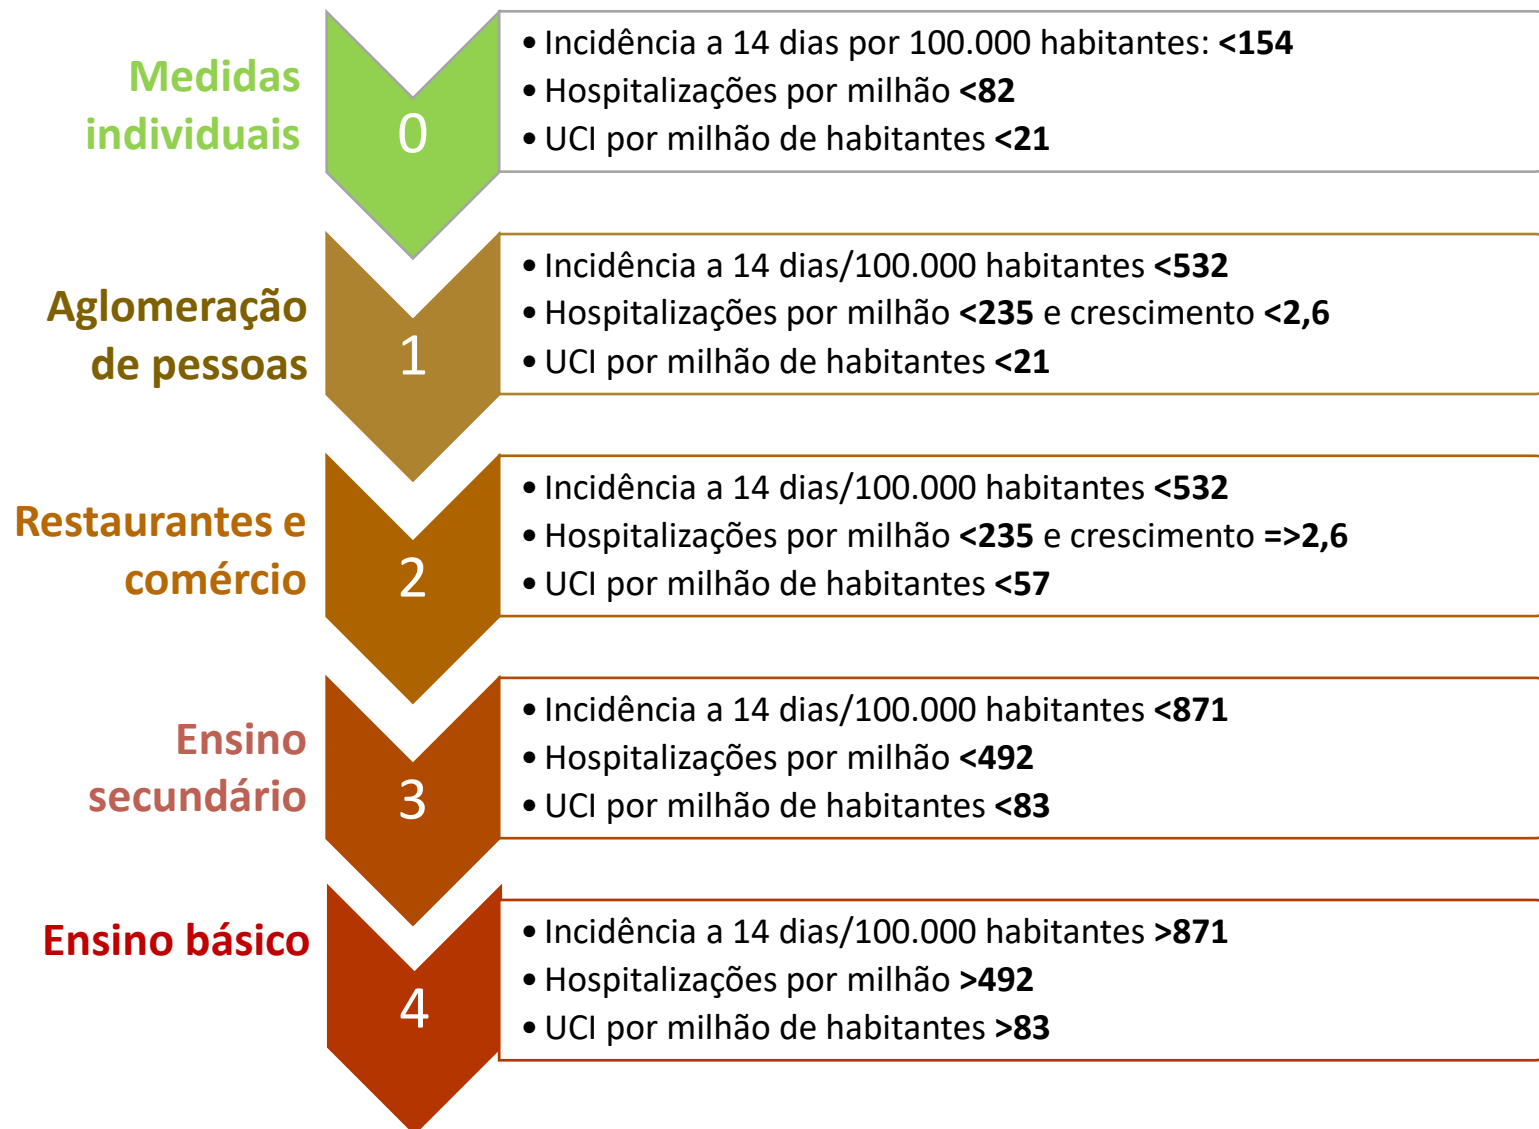 Medidas
individuais
0
• Incidência a 14 dias por 100.000 habitantes: <154
• Hospitalizações por milhão <82
• UCI por milhão de habitantes <21
Aglomeração
de pessoas
1
• Incidência a 14 dias/100.000 habitantes <532
• Hospitalizações por milhão <235 e crescimento <2,6
• UCI por milhão de habitantes <21
Restaurantes e
comércio
2
• Incidência a 14 dias/100.000 habitantes <532
• Hospitalizações por milhão <235 e crescimento =>2,6
• UCI por milhão de habitantes <57
Ensino
secundário
3
• Incidência a 14 dias/100.000 habitantes <871
• Hospitalizações por milhão <492
• UCI por milhão de habitantes <83
Ensino básico
4
• Incidência a 14 dias/100.000 habitantes >871
• Hospitalizações por milhão >492
• UCI por milhão de habitantes >83